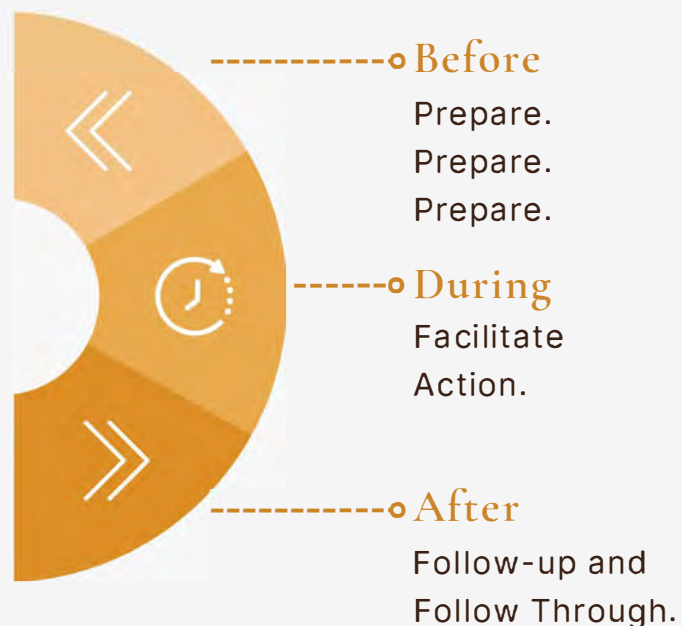 Before
Prepare.
Prepare.
Prepare.
During
Facilitate
Action.
After
Follow-up and
Follow Through.